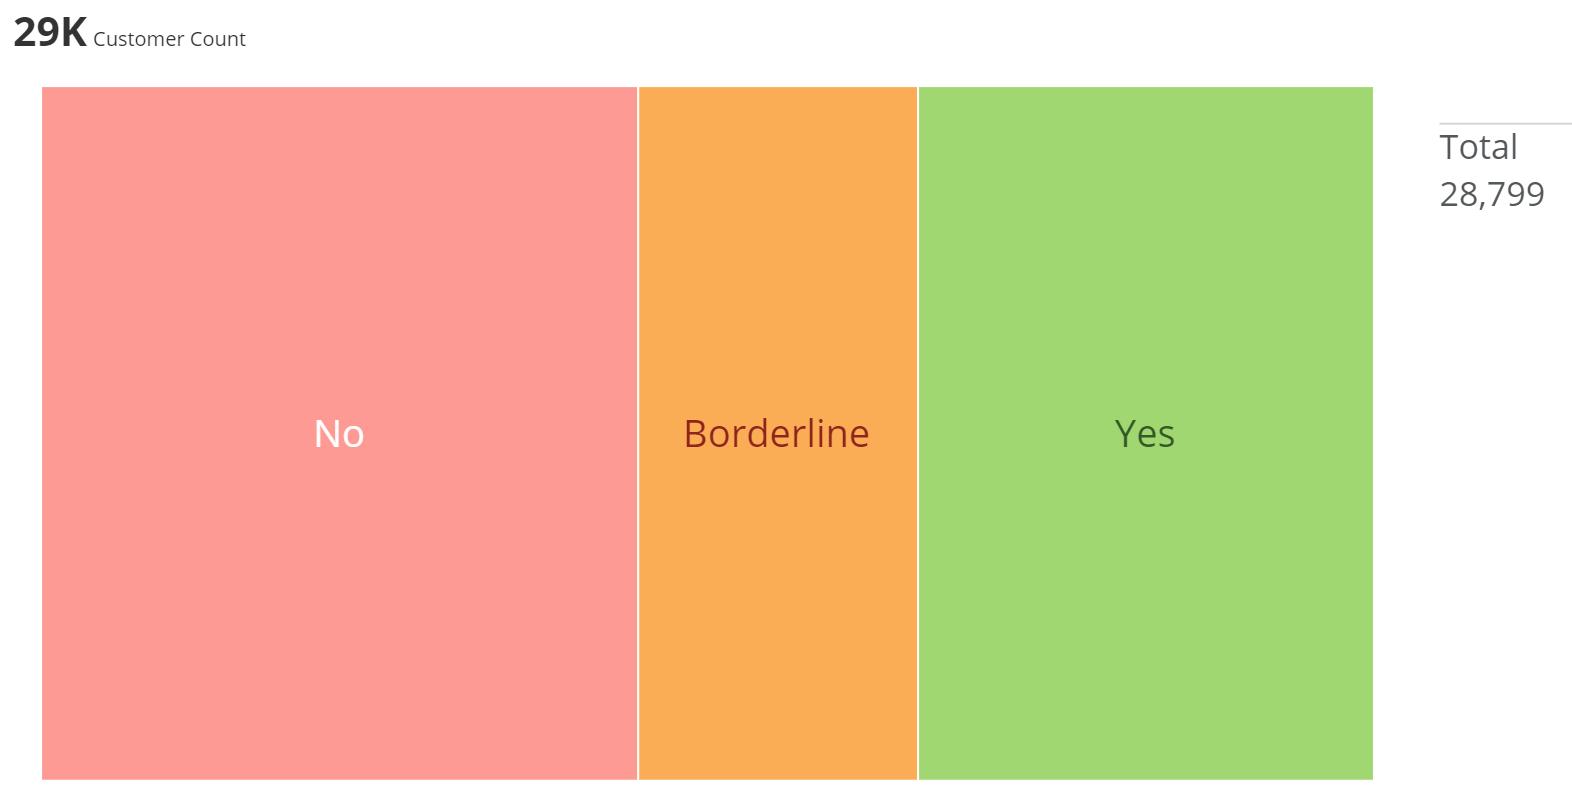 29K Customer Count
Total
28,799
No
Borderline
Yes